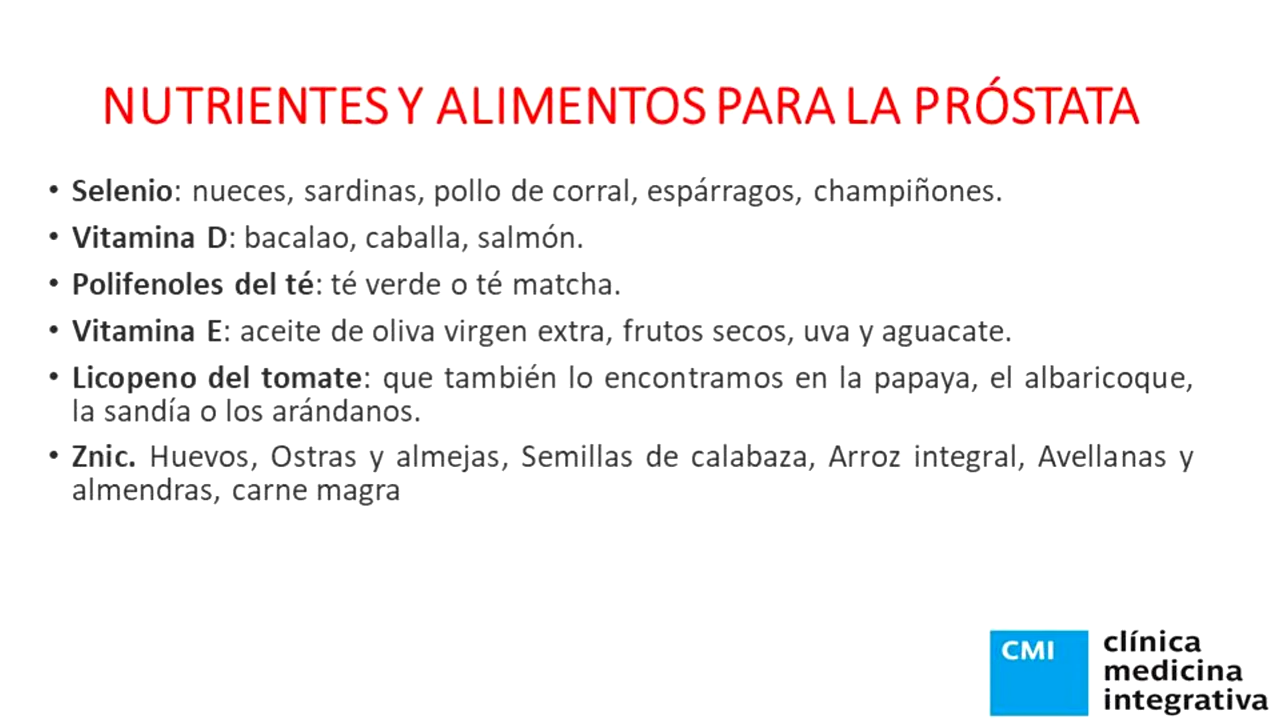 NUTRIENTES Y ALIMENTOS PARA LA PRÓSTATA
• Selenio: nueces, sardinas, pollo de corral, espárragos, champiñones.
• Vitamina D: bacalao, caballa, salmón.
• Polifenoles del té: té verde o té matcha.
• Vitamina E: aceite de oliva virgen extra, frutos secos, uva y aguacate.
• Licopeno del tomate: que también lo encontramos en la papaya, el albaricoque,
la sandía o los arándanos.
• Znic. Huevos, Ostras y almejas, Semillas de calabaza, Arroz integral, Avellanas y
almendras, carne magra
CMI
clínica
medicina
integrativa